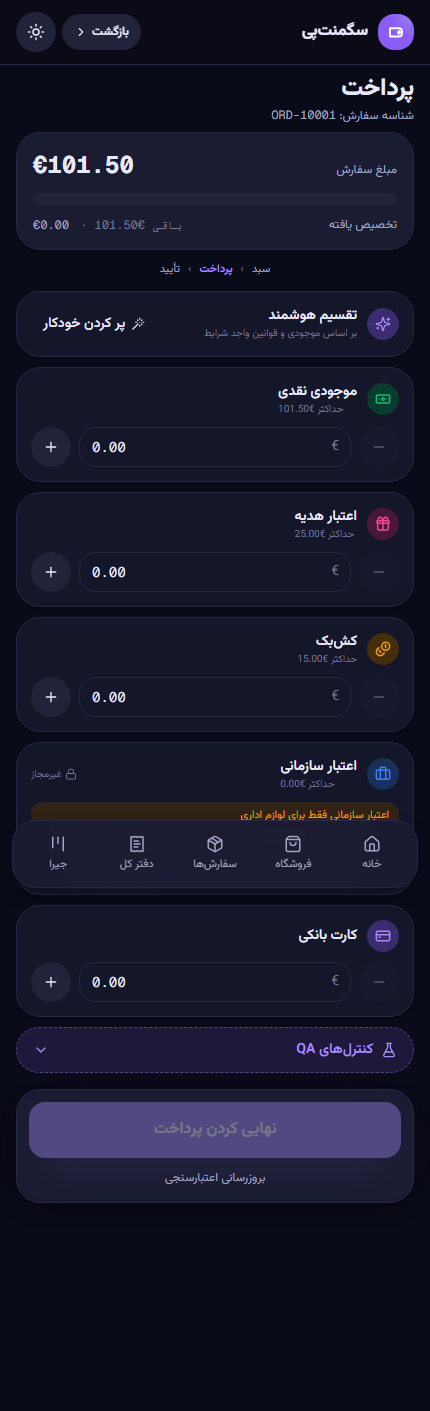 سگمنت‌پی
بازگشت
پرداخت
شناسه سفارش: ORD-10001
مبلغ سفارش
€101.50
تخصیص یافته
€0.00 · باقی 101.50€
سبد › پرداخت › تأیید
تقسیم هوشمند
بر اساس موجودی و قوانین واجد شرایط
پر کردن خودکار
موجودی نقدی
حداکثر 101.50€
€ 0.00
اعتبار هدیه
حداکثر 25.00€
€ 0.00
کش‌بک
حداکثر 15.00€
€ 0.00
اعتبار سازمانی
حداکثر 0.00€
غیرمجاز
اعتبار سازمانی فقط برای لوازم اداری
خانه
فروشگاه
سفارش‌ها
دفتر کل
جیرا
کارت بانکی
€ 0.00
کنترل‌های QA
نهایی کردن پرداخت
بروزرسانی اعتبارسنجی